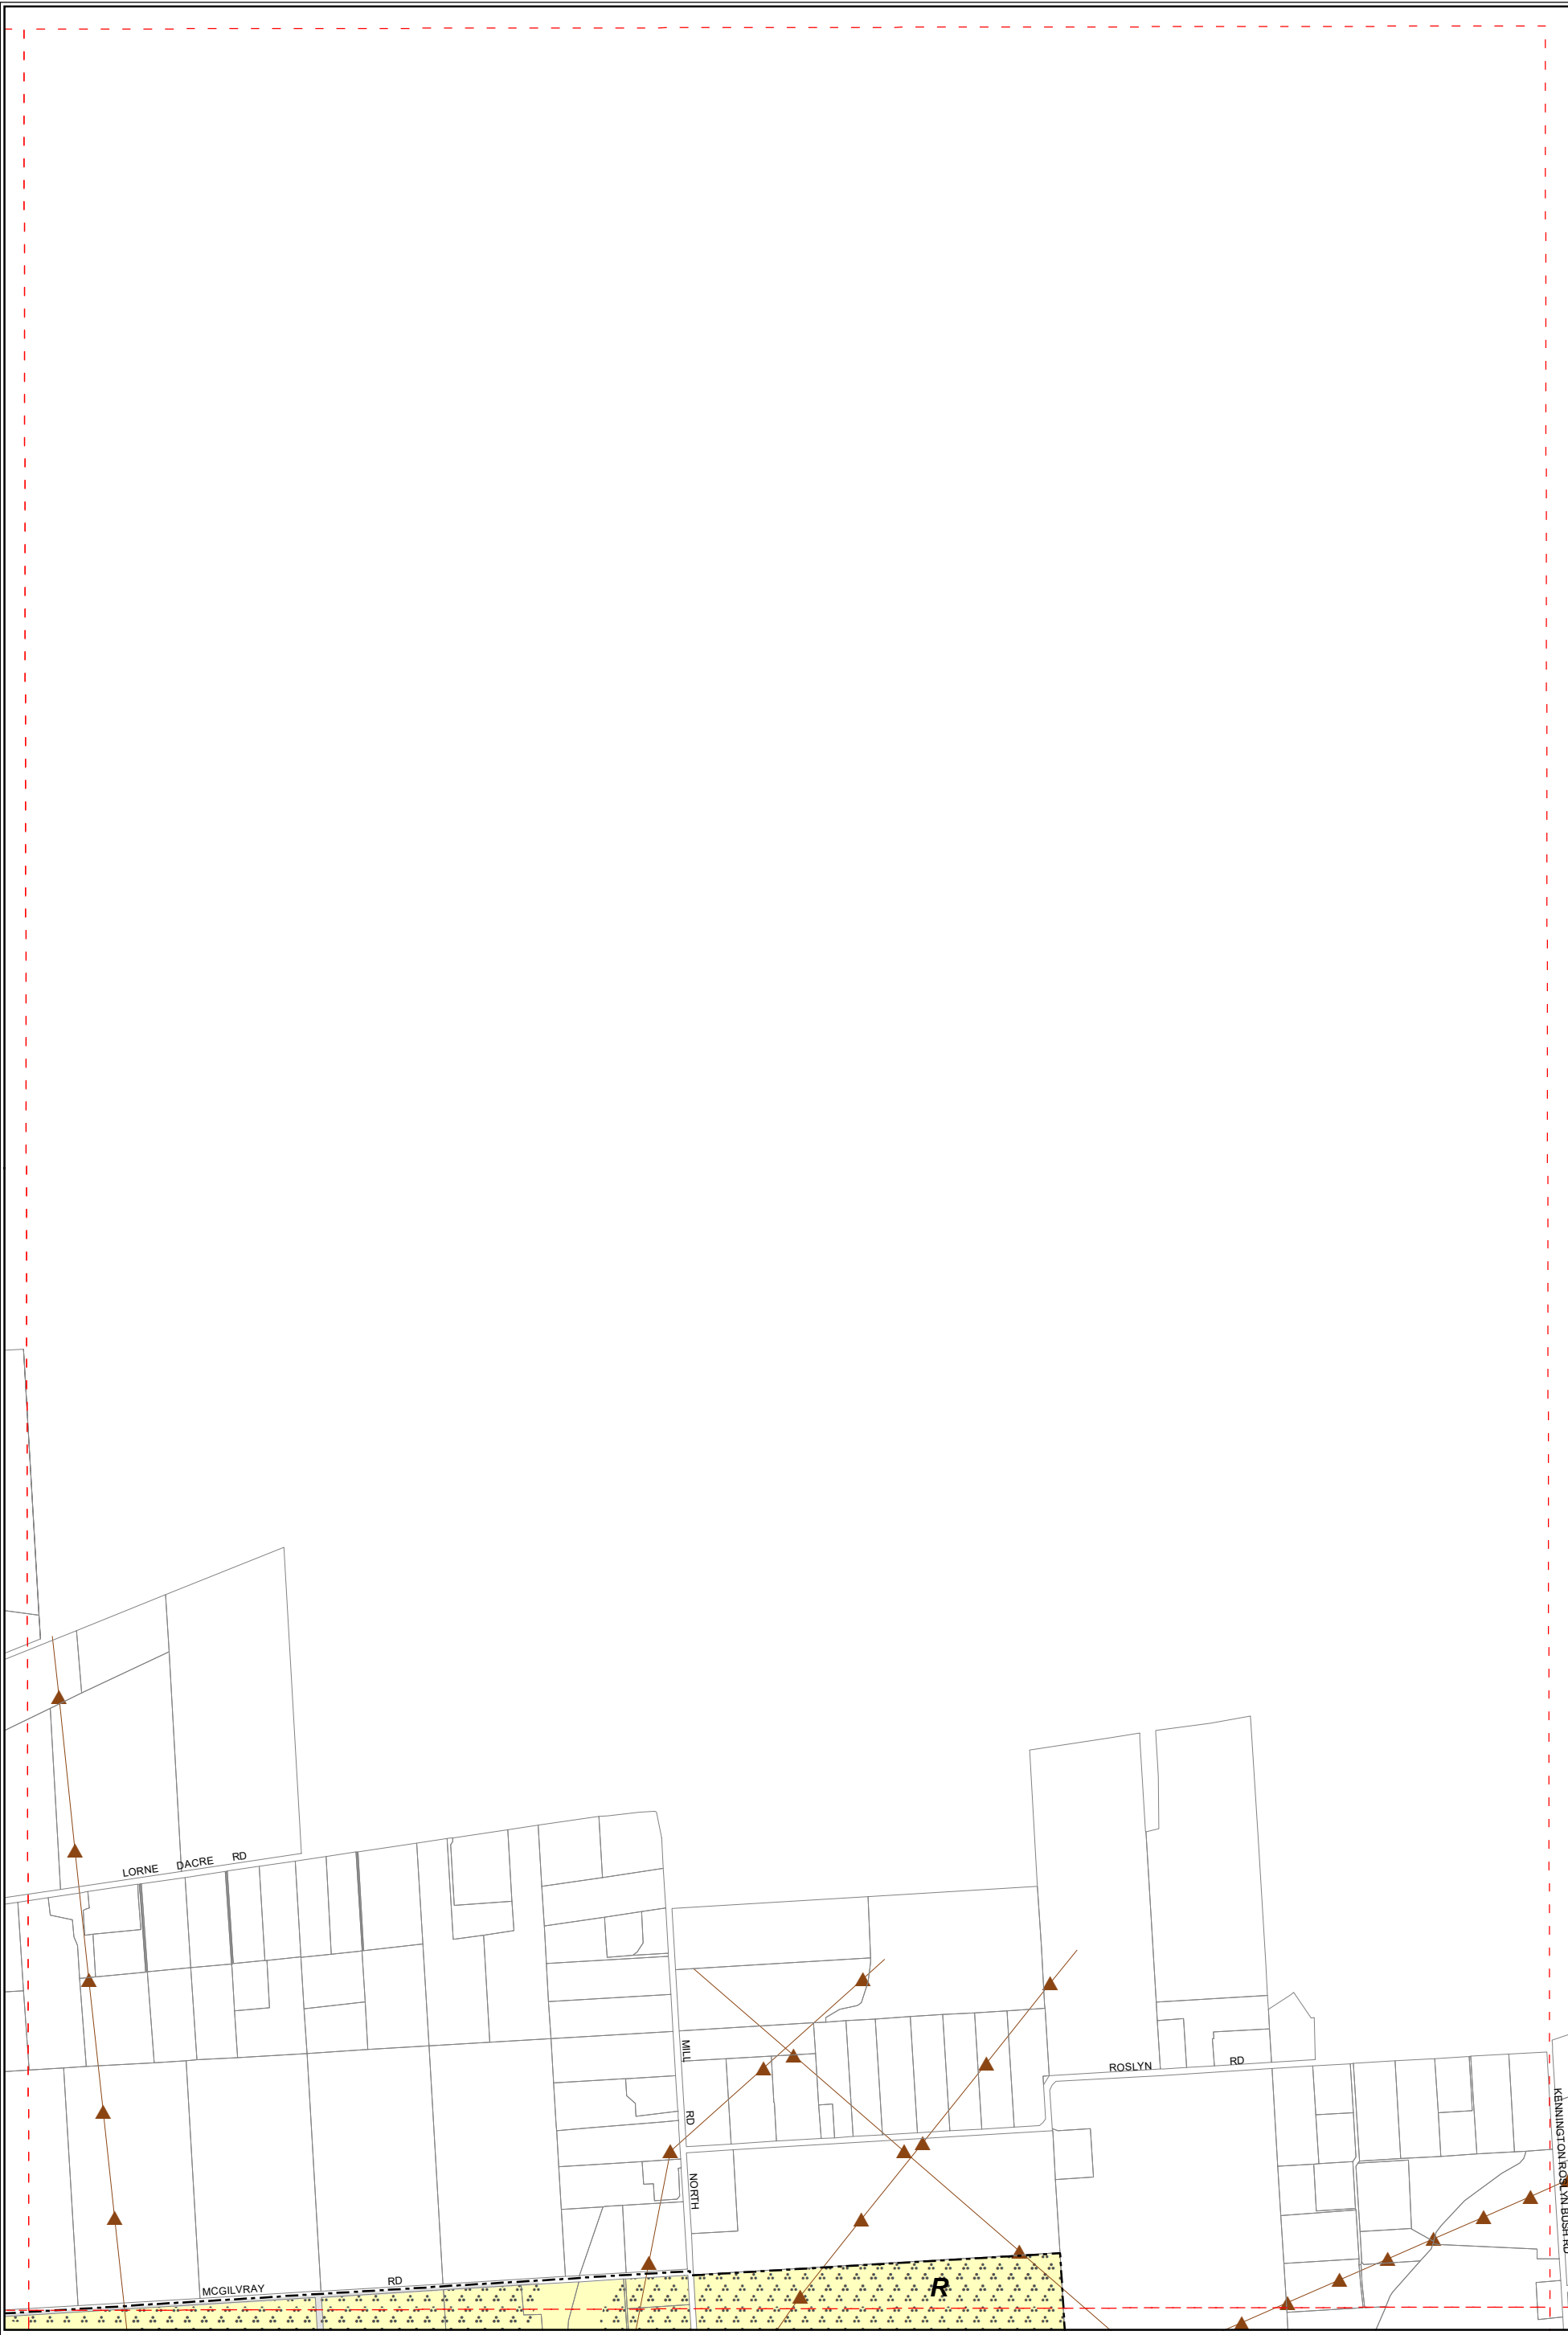 LORNE DACRE RD
MILL
RD
ROSLYN RD
KENNINGTON ROSLYN BUSH RD
NORTH
MCGILVRAY RD
R